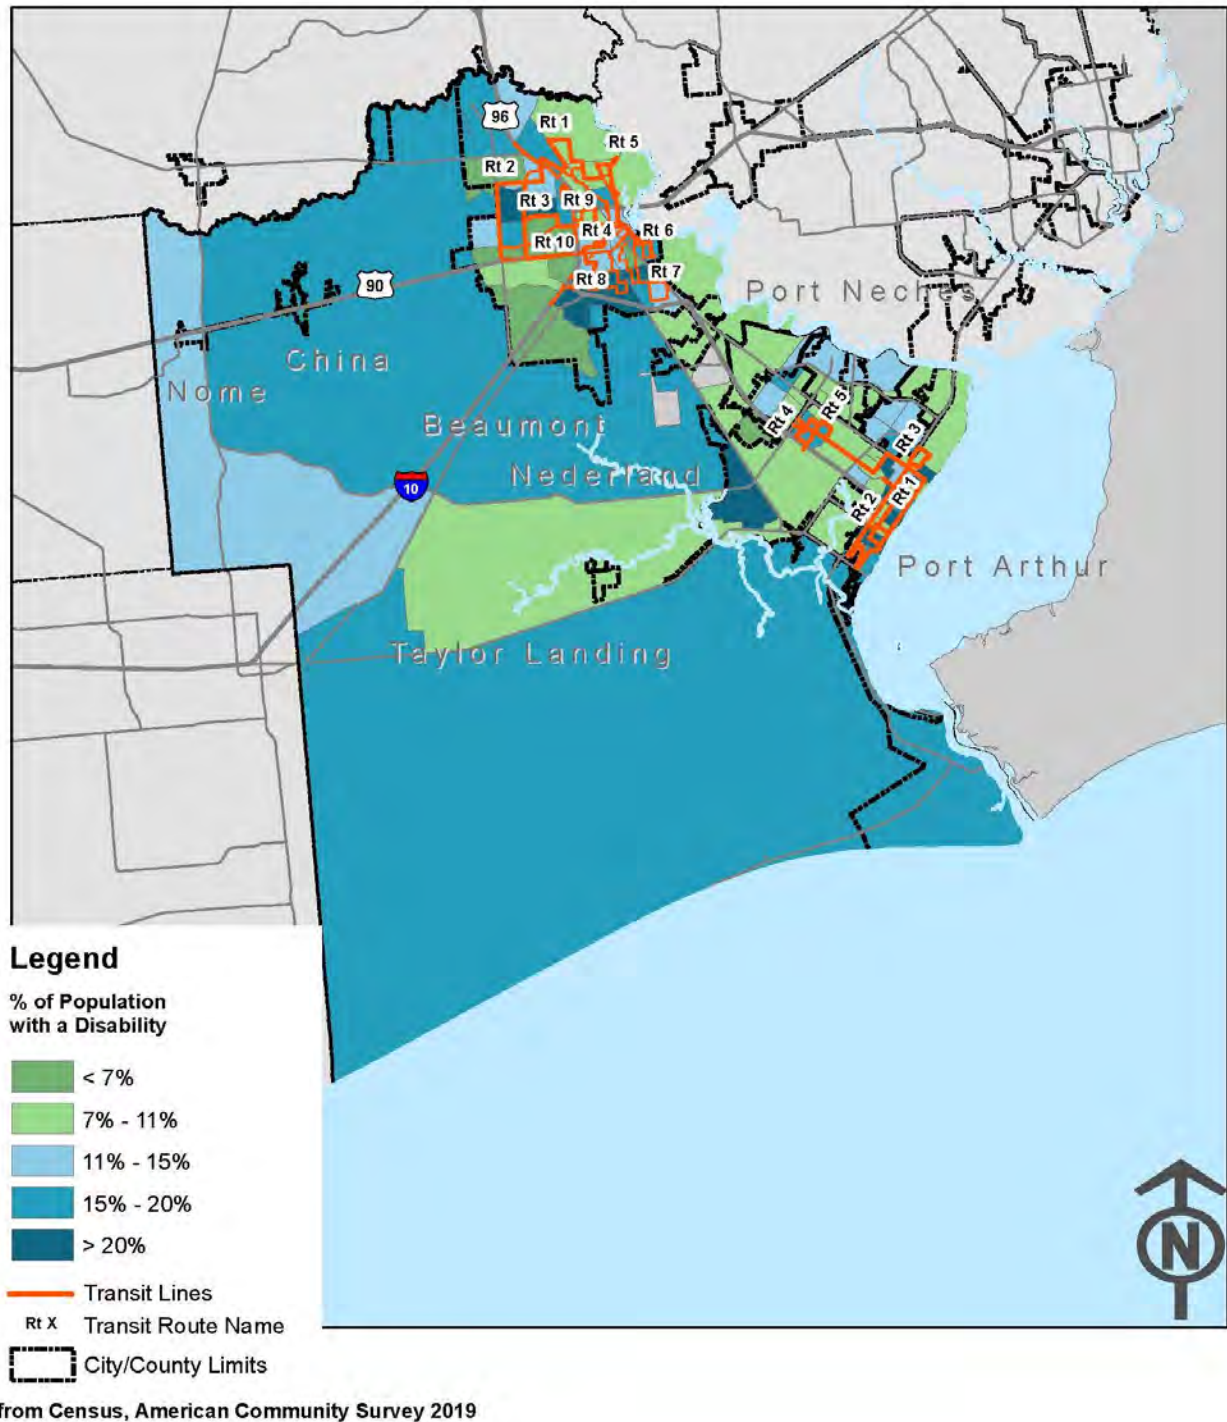 96
Rt 1
Rt 5
Rt 2
Rt 3
Rt 9
Rt 4
Rt 6
Rt 10
Rt 7
Rt 8
90
Port Neches
China
Nome
Rt 5
Rt 4
Beaumont
Rt 3
Nederland
10
Rt 1
Rt 2
Port Arthur
Taylor Landing
Legend
% of Population
with a Disability
< 7%
7% - 11%
11% - 15%
15% - 20%
> 20%
Transit Lines
Rt X Transit Route Name
City/County Limits
N
from Census, American Community Survey 2019